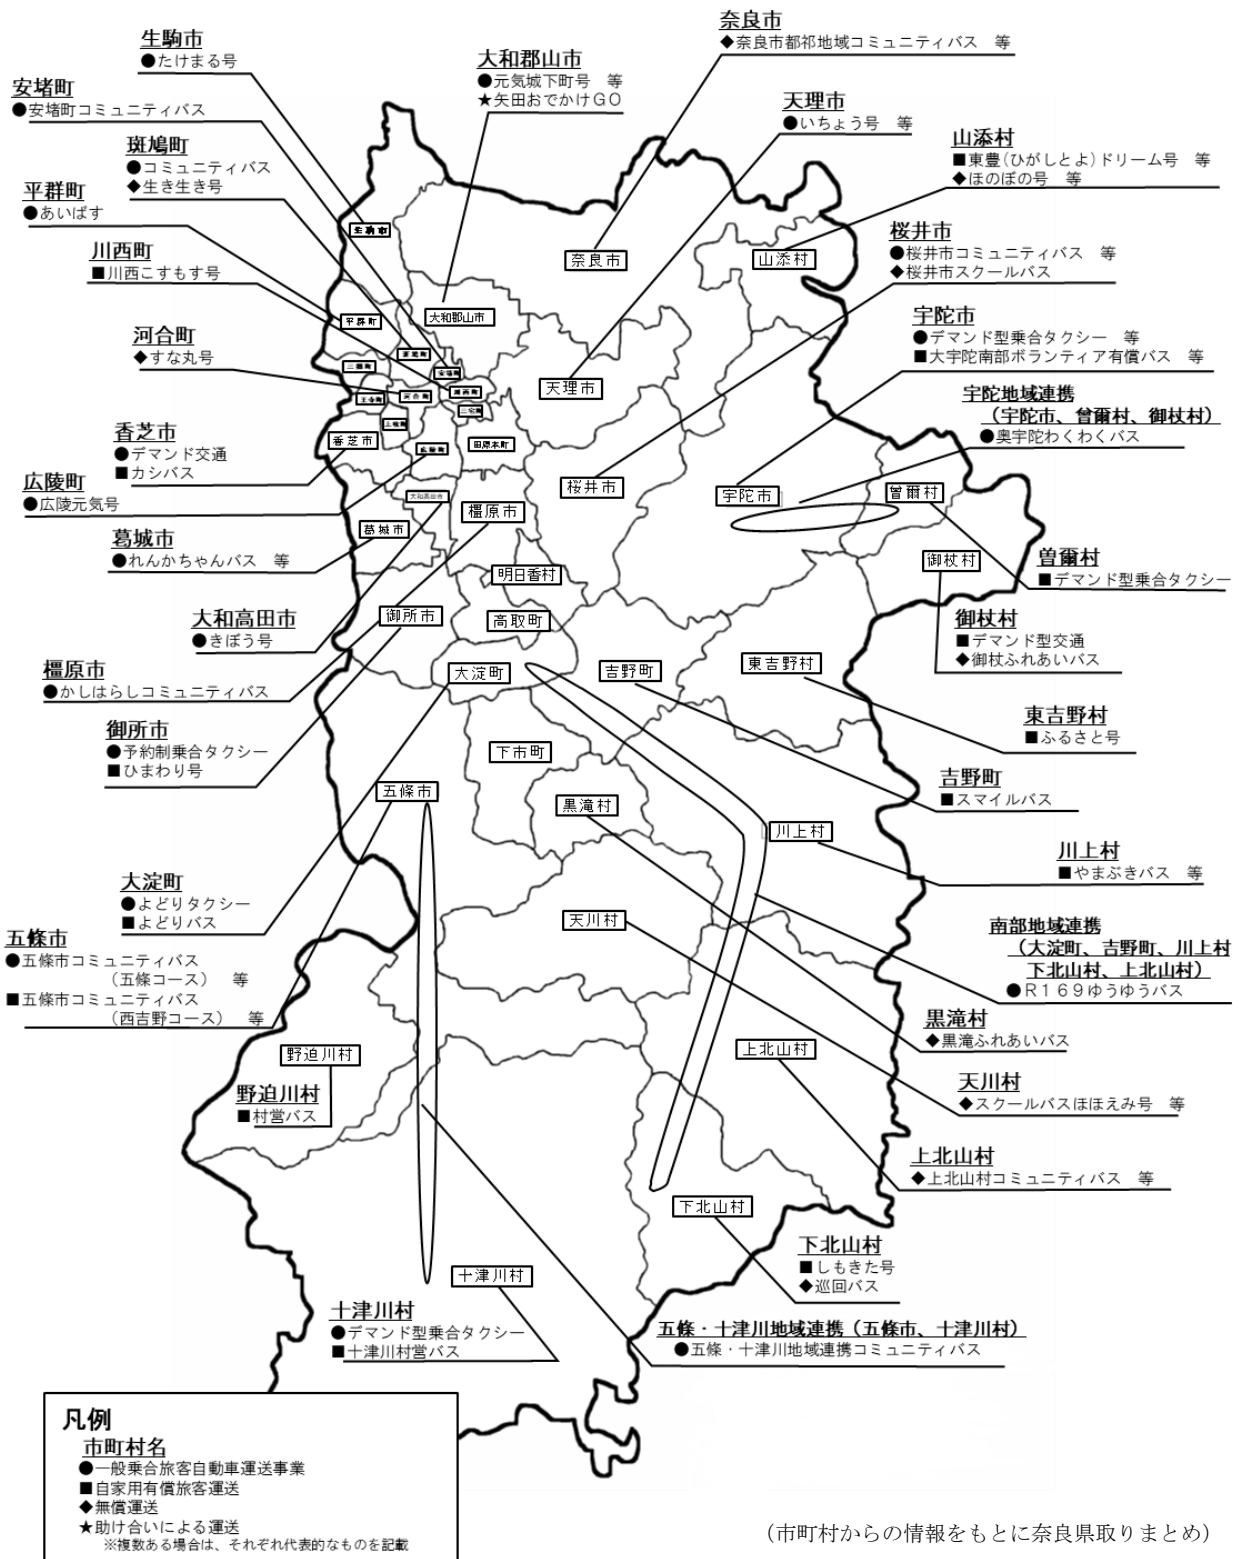 奈良市
◆奈良市都祁地域コミュニティバス　等
生駒市
●たけまる号
大和郡山市
●元気城下町号　等
★矢田おでかけＧＯ
安堵町
●安堵町コミュニティバス
天理市
●いちょう号　等
斑鳩町
●コミュニティバス
◆生き生き号
山添村
■東豊(ひがしとよ)ドリーム号　等
◆ほのぼの号　等
平群町
●あいばす
川西町
■川西こすもす号
桜井市
●桜井市コミュニティバス　等
◆桜井市スクールバス
河合町
◆すな丸号
宇陀市
●デマンド型乗合タクシー　等
■大宇陀南部ボランティア有償バス　等
宇陀地域連携
（宇陀市、曽爾村、御杖村）
●奥宇陀わくわくバス
香芝市
●デマンド交通
■カシバス
広陵町
●広陵元気号
葛城市
●れんかちゃんバス　等
曽爾村
■デマンド型乗合タクシー
大和高田市
●きぼう号
御杖村
■デマンド型交通
◆御杖ふれあいバス
橿原市
●かしはらしコミュニティバス
東吉野村
■ふるさと号
御所市
●予約制乗合タクシー
■ひまわり号
吉野町
■スマイルバス
川上村
■やまぶきバス　等
大淀町
●よどりタクシー
■よどりバス
五條市
●五條市コミュニティバス
（五條コース）　等
■五條市コミュニティバス
（西吉野コース）　等
南部地域連携
（大淀町、吉野町、川上村
下北山村、上北山村）
●Ｒ１６９ゆうゆうバス
黒滝村
◆黒滝ふれあいバス
天川村
◆スクールバスほほえみ号　等
野迫川村
■村営バス
上北山村
◆上北山村コミュニティバス　等
下北山村
■しもきた号
◆巡回バス
十津川村
●デマンド型乗合タクシー
■十津川村営バス
五條・十津川地域連携（五條市、十津川村）
●五條・十津川地域連携コミュニティバス
生駒市
奈良市
山添村
平群町
大和郡山市
斑鳩町
三郷町
安堵町
天理市
王寺町
河合町
川西町
三宅町
上牧町
香芝市
広陵町
田原本町
大和高田市
橿原市
桜井市
宇陀市
曽爾村
葛城市
御杖村
明日香村
御所市
高取町
大淀町
吉野町
東吉野村
下市町
五條市
黒滝村
川上村
天川村
野迫川村
上北山村
下北山村
十津川村
凡例
市町村名
●一般乗合旅客自動車運送事業
■自家用有償旅客運送
◆無償運送
★助け合いによる運送
※複数ある場合は、それぞれ代表的なものを記載
（市町村からの情報をもとに奈良県取りまとめ）